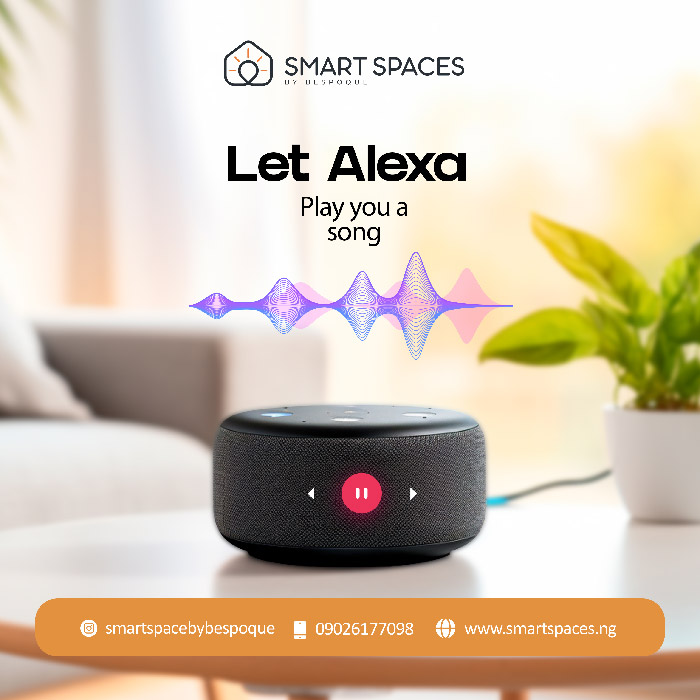 SMART SPACES
BY BESPOQUE
Let Alexa
Play you a
song
smartspacebybespoque 09026177098 www.smartspaces.ng